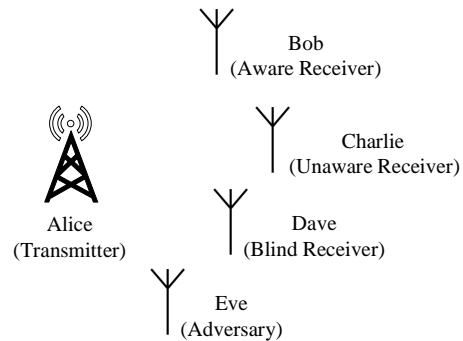 Bob
(Aware Receiver)
Charlie
(Unaware Receiver)
Alice
(Transmitter)
Dave
(Blind Receiver)
Eve
(Adversary)